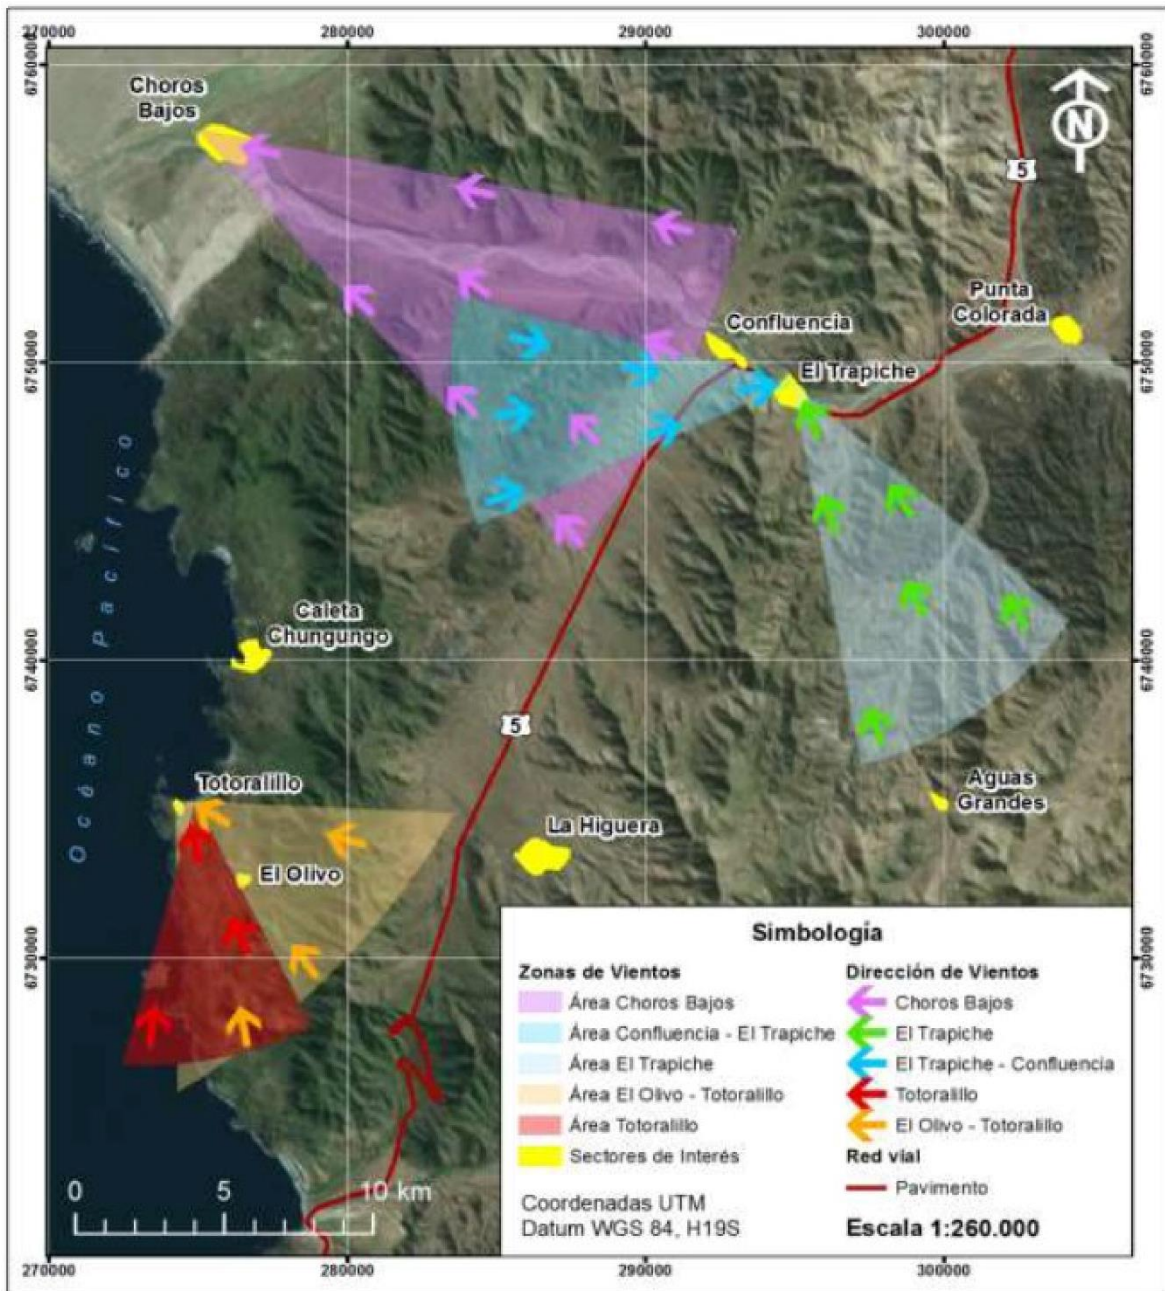 270000
280000
290000
300000
6760000
6760000
Choros
Bajos
N
5
Punta
Colorada
Confluencia
6750000
El Trapiche
6750000
Océano Pacífico
Caleta
Chungungo
6740000
6740000
5
Totoralillo
Aguas
Grandes
La Higuera
El Olivo
6730000
6730000
Simbología
Zonas de Vientos
Área Choros Bajos
Área Confluencia - El Trapiche
Área El Trapiche
Área El Olivo - Totoralillo
Área Totoralillo
Sectores de Interés
Coordenadas UTM
Datum WGS 84, H19S
Dirección de Vientos
Choros Bajos
El Trapiche
El Trapiche - Confluencia
Totoralillo
El Olivo - Totoralillo
Red vial
Pavimento
Escala 1:260.000
0 5 10 km
270000
280000
290000
300000